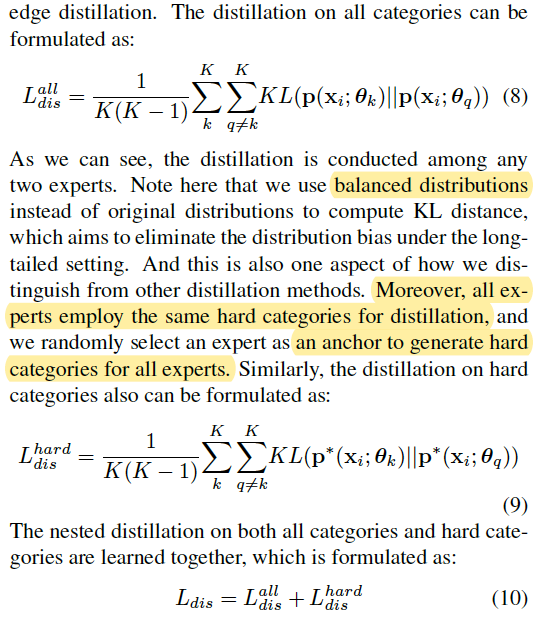 edge distillation. The distillation on all categories can be
formulated as:
L_{dis}^{all} = \frac{1}{K(K-1)} \sum_{k}^{K} \sum_{q \neq k}^{K} KL(\mathbf{p}(\mathbf{x}_i; \boldsymbol{\theta}_k) || \mathbf{p}(\mathbf{x}_i; \boldsymbol{\theta}_q)) (8)
As we can see, the distillation is conducted among any
two experts. Note here that we use balanced distributions
instead of original distributions to compute KL distance,
which aims to eliminate the distribution bias under the long-
tailed setting. And this is also one aspect of how we dis-
tinguish from other distillation methods. Moreover, all ex-
perts employ the same hard categories for distillation, and
we randomly select an expert as an anchor to generate hard
categories for all experts. Similarly, the distillation on hard
categories also can be formulated as:
L_{dis}^{hard} = \frac{1}{K(K-1)} \sum_{k}^{K} \sum_{q \neq k}^{K} KL(\mathbf{p}^*(\mathbf{x}_i; \boldsymbol{\theta}_k) || \mathbf{p}^*(\mathbf{x}_i; \boldsymbol{\theta}_q))
(9)
The nested distillation on both all categories and hard cate-
gories are learned together, which is formulated as:
L_{dis} = L_{dis}^{all} + L_{dis}^{hard} (10)